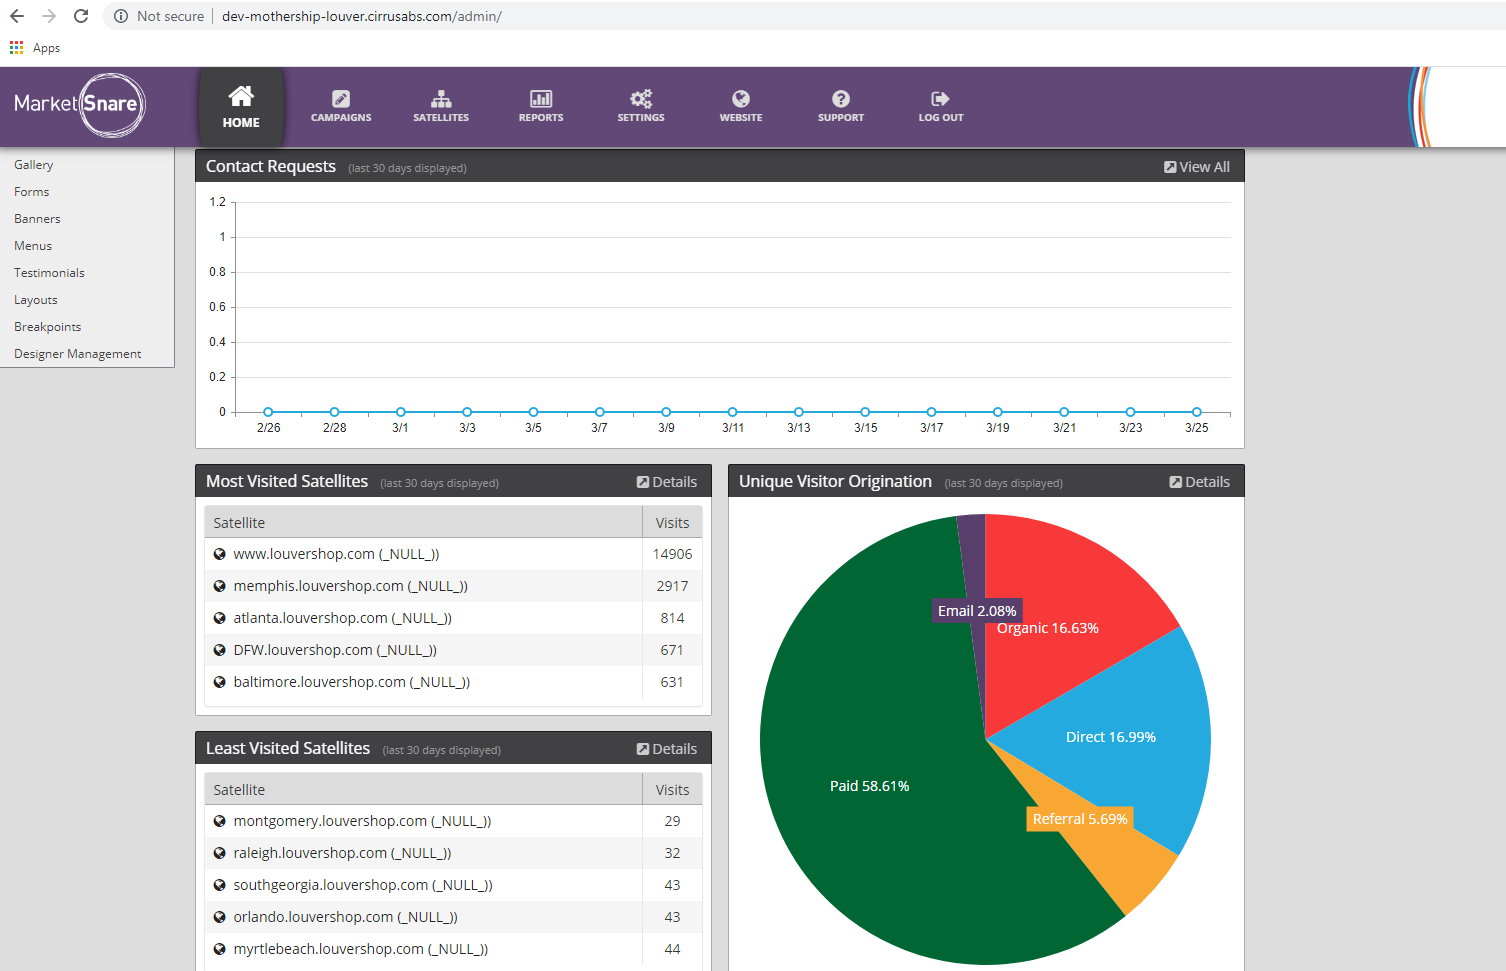 Not secure | dev-mothership-louver.cirrusabs.com/admin/
Apps
MarketSnare
HOME
CAMPAIGNS
SATELLITES
REPORTS
SETTINGS
WEBSITE
SUPPORT
LOG OUT
Gallery
Forms
Banners
Menus
Testimonials
Layouts
Breakpoints
Designer Management
Contact Requests (last 30 days displayed) View All
1.2
1
0.8
0.6
0.4
0.2
0
2/26 2/28 3/1 3/3 3/5 3/7 3/9 3/11 3/13 3/15 3/17 3/19 3/21 3/23 3/25
Most Visited Satellites (last 30 days displayed) Details
Satellite Visits
www.louvershop.com (_NULL_)) 14906
memphis.louvershop.com (_NULL_)) 2917
atlanta.louvershop.com (_NULL_)) 814
DFW.louvershop.com (_NULL_)) 671
baltimore.louvershop.com (_NULL_)) 631
Least Visited Satellites (last 30 days displayed) Details
Satellite Visits
montgomery.louvershop.com (_NULL_)) 29
raleigh.louvershop.com (_NULL_)) 32
southgeorgia.louvershop.com (_NULL_)) 43
orlando.louvershop.com (_NULL_)) 43
myrtlebeach.louvershop.com (_NULL_)) 44
Unique Visitor Origination (last 30 days displayed) Details
Email 2.08%
Organic 16.63%
Direct 16.99%
Paid 58.61%
Referral 5.69%